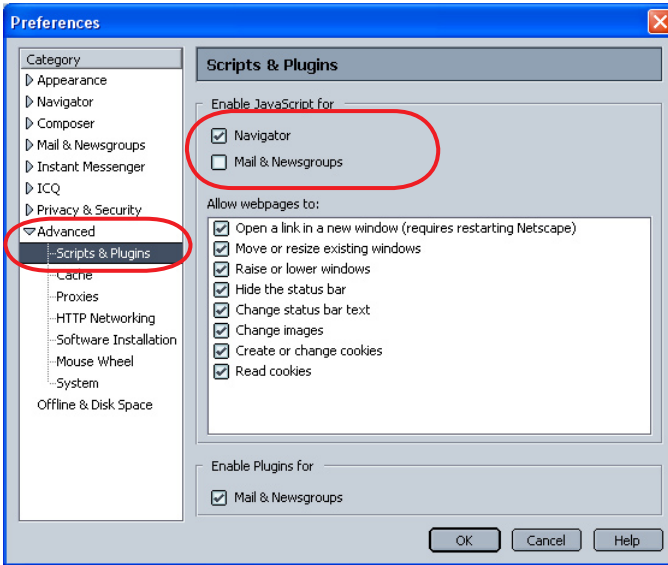 Preferences
Category
Appearance
Navigator
Composer
Mail & Newsgroups
Instant Messenger
ICQ
Privacy & Security
Advanced
Scripts & Plugins
Cache
Proxies
HTTP Networking
Software Installation
Mouse Wheel
System
Offline & Disk Space
Scripts & Plugins
Enable JavaScript for
Navigator
Mail & Newsgroups
Allow webpages to:
Open a link in a new window (requires restarting Netscape)
Move or resize existing windows
Raise or lower windows
Hide the status bar
Change status bar text
Change images
Create or change cookies
Read cookies
Enable Plugins for
Mail & Newsgroups
OK
Cancel
Help